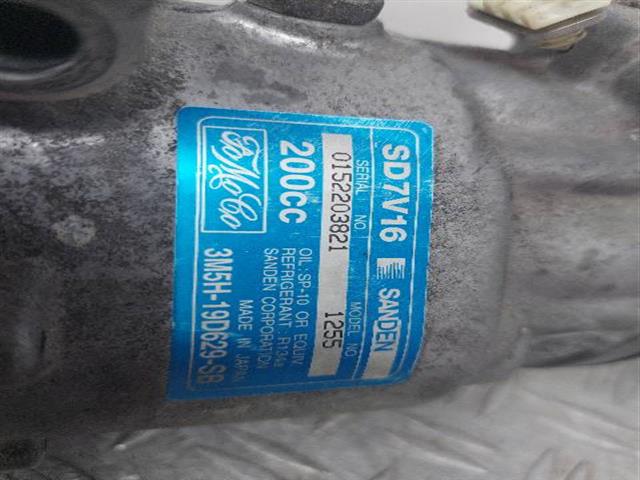 SD7V16 SANDEN
SERIAL NO. MODEL NO.
01522203821 1255
200cc
OIL: SP-10 OR EQUIV.
REFRIGERANT: R134a
SANDEN CORPORATION
MADE IN JAPAN
FoMoCo
3M5H-19D629-SB